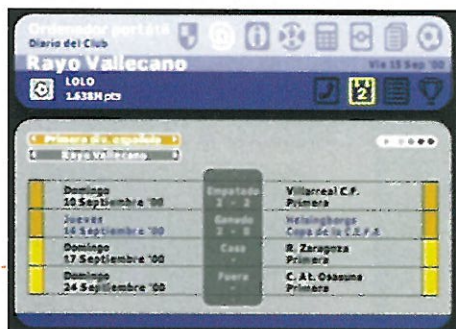 Ordenador portátil
Diario del Club
Rayo Vallecano
Vie 15 Sep '00
LOLO
1.638M pts
2
Primera div. española
Rayo Vallecano
Domingo
10 Septiembre '00
Empatado
2 - 2
Villarreal C.F.
Primera
Jueves
14 Septiembre '00
Ganado
Helsingborgs
Copa de la U.E.F.A
Domingo
17 Septiembre '00
Casa
-
R. Zaragoza
Primera
Domingo
24 Septiembre '00
Fuera
-
C. At. Osasuna
Primera